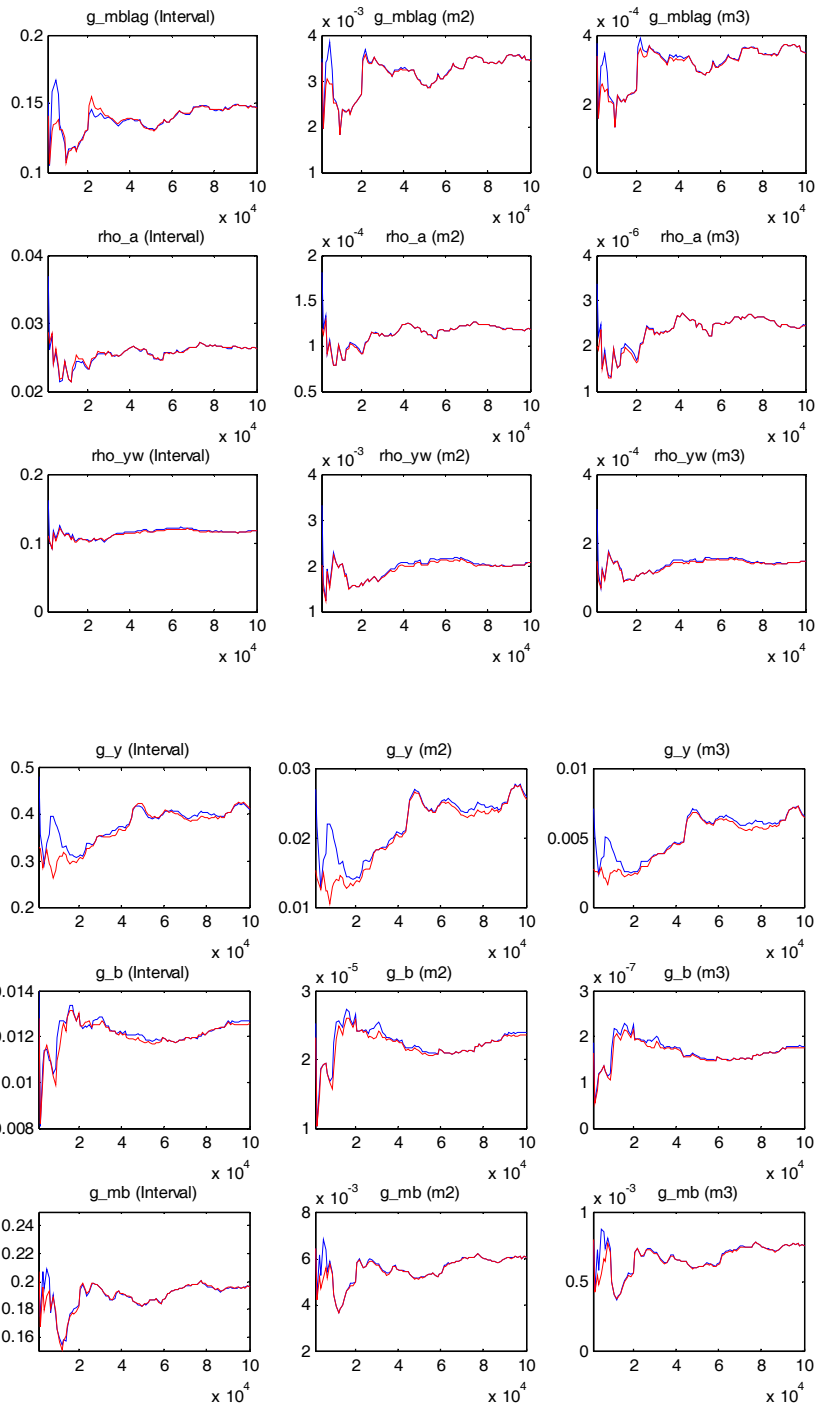 g_mblag (Interval)
0.2
0.15
0.1
2 4 6 8 10
x 10^4
x 10^-3 g_mblag (m2)
4
3
2
1
2 4 6 8 10
x 10^4
x 10^-4 g_mblag (m3)
4
2
0
2 4 6 8 10
x 10^4
rho_a (Interval)
0.04
0.03
0.02
2 4 6 8 10
x 10^4
x 10^-4 rho_a (m2)
2
1.5
1
0.5
2 4 6 8 10
x 10^4
x 10^-6 rho_a (m3)
4
3
2
1
2 4 6 8 10
x 10^4
rho_yw (Interval)
0.2
0.1
0
2 4 6 8 10
x 10^4
x 10^-3 rho_yw (m2)
4
3
2
1
2 4 6 8 10
x 10^4
x 10^-4 rho_yw (m3)
4
2
0
2 4 6 8 10
x 10^4
g_y (Interval)
0.5
0.4
0.3
0.2
2 4 6 8 10
x 10^4
g_y (m2)
0.03
0.02
0.01
2 4 6 8 10
x 10^4
g_y (m3)
0.01
0.005
0
2 4 6 8 10
x 10^4
g_b (Interval)
0.014
0.012
0.01
0.008
2 4 6 8 10
x 10^4
x 10^-5 g_b (m2)
3
2
1
2 4 6 8 10
x 10^4
x 10^-7 g_b (m3)
3
2
1
0
2 4 6 8 10
x 10^4
g_mb (Interval)
0.24
0.22
0.2
0.18
0.16
2 4 6 8 10
x 10^4
x 10^-3 g_mb (m2)
8
6
4
2
2 4 6 8 10
x 10^4
x 10^-3 g_mb (m3)
1
0.5
0
2 4 6 8 10
x 10^4